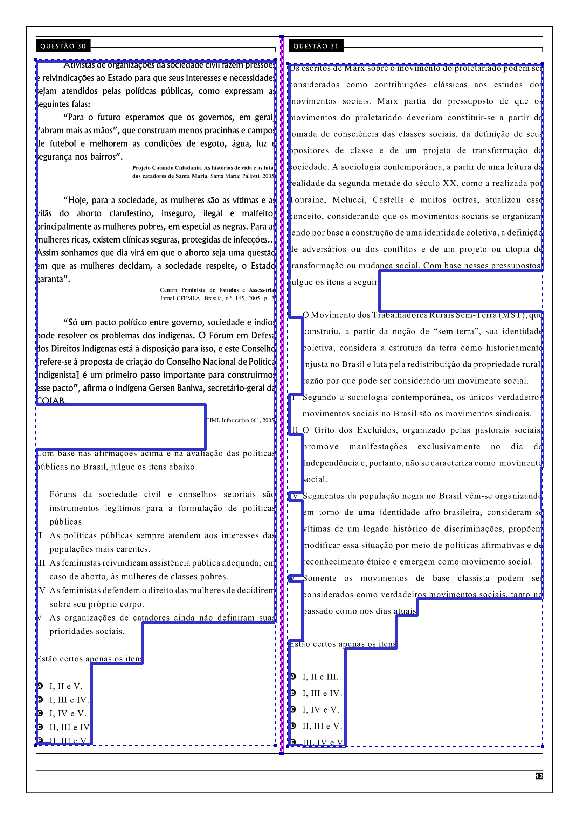 QUESTÃO 30
Ativistas de organizações da sociedade civil fazem pressões
e reivindicações ao Estado para que seus interesses e necessidades
sejam atendidos pelas políticas públicas, como expressam as
seguintes falas:
"Para o futuro esperamos que os governos, em geral,
"abram mais as mãos", que construam menos pracinhas e campos
de futebol e melhorem as condições de esgoto, água, luz e
segurança nos bairros".
Projeto Catando Cidadania. As histórias de vida e as lutas
dos catadores de Santa Maria. Santa Maria: Pallotti, 2005
"Hoje, para a sociedade, as mulheres são as vítimas e as
vilãs do aborto clandestino, inseguro, ilegal e malfeito,
principalmente as mulheres pobres, em especial as negras. Para as
mulheres ricas, existem clínicas seguras, protegidas de infecções...
Assim sonhamos que dia virá em que o aborto seja uma questão
em que as mulheres decidam, a sociedade respeite, o Estado
garanta".
Centro Feminista de Estudos e Assessoria
Jornal CFEMEA. Brasília, n.º 145, 2005, p.
"Só um pacto político entre governo, sociedade e índios
pode resolver os problemas dos indígenas. O Fórum em Defesa
dos Direitos Indígenas está à disposição para isso, e este Conselho
[refere-se à proposta de criação do Conselho Nacional de Política
Indigenista] é um primeiro passo importante para construirmos
esse pacto", afirma o indígena Gersen Baniwa, secretário-geral da
COIAB.
CIMI. Informativo 661, 2005
Com base nas afirmações acima e na avaliação das políticas
públicas no Brasil, julgue os itens abaixo.
Fóruns da sociedade civil e conselhos setoriais são
instrumentos legítimos para a formulação de políticas
públicas.
II As políticas públicas sempre atendem aos interesses das
populações mais carentes.
III As feministas reivindicam assistência pública adequada, em
caso de aborto, às mulheres de classes pobres.
IV As feministas defendem o direito das mulheres de decidirem
sobre seu próprio corpo.
V As organizações de catadores ainda não definiram suas
prioridades sociais.
Estão certos apenas os itens
I, II e V.
I, III e IV.
I, IV e V.
II, III e IV
II, III e V.
QUESTÃO 31
Os escritos de Marx sobre o movimento do proletariado podem ser
considerados como contribuições clássicas aos estudos dos
movimentos sociais. Marx partia do pressuposto de que os
movimentos do proletariado deveriam constituir-se a partir da
tomada de consciência das classes sociais, da definição de seus
opositores de classe e de um projeto de transformação da
sociedade. A sociologia contemporânea, a partir de uma leitura da
realidade da segunda metade do século XX, como a realizada por
Touraine, Melucci, Castells e muitos outros, atualizou esse
conceito, considerando que os movimentos sociais se organizam
tendo por base a construção de uma identidade coletiva, a definição
de adversários ou dos conflitos e de um projeto ou utopia de
transformação ou mudança social. Com base nesses pressupostos,
julgue os itens a seguir.
O Movimento dos Trabalhadores Rurais Sem-Terra (MST), que
construiu, a partir da noção de "sem-terra", sua identidade
coletiva, considera a estrutura da terra como historicamente
injusta no Brasil e luta pela redistribuição da propriedade rural,
razão por que pode ser considerado um movimento social.
II Segundo a sociologia contemporânea, os únicos verdadeiros
movimentos sociais no Brasil são os movimentos sindicais.
III O Grito dos Excluídos, organizado pelas pastorais sociais,
promove manifestações exclusivamente no dia da
Independência e, portanto, não se caracteriza como movimento
social.
IV Segmentos da população negra no Brasil vêm-se organizando
em torno de uma identidade afro-brasileira, consideram-se
vítimas de um legado histórico de discriminações, propõem
modificar essa situação por meio de políticas afirmativas e de
reconhecimento étnico e emergem como movimento social.
V Somente os movimentos de base classista podem ser
considerados como verdadeiros movimentos sociais, tanto no
passado como nos dias atuais.
Estão certos apenas os itens
I, II e III.
I, III e IV.
I, IV e V.
II, III e V.
III, IV e V.